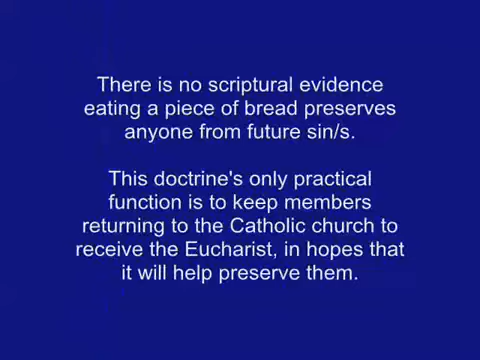 There is no scriptural evidence
eating a piece of bread preserves
anyone from future sin/s.
This doctrine's only practical
function is to keep members
returning to the Catholic church to
receive the Eucharist, in hopes that
it will help preserve them.